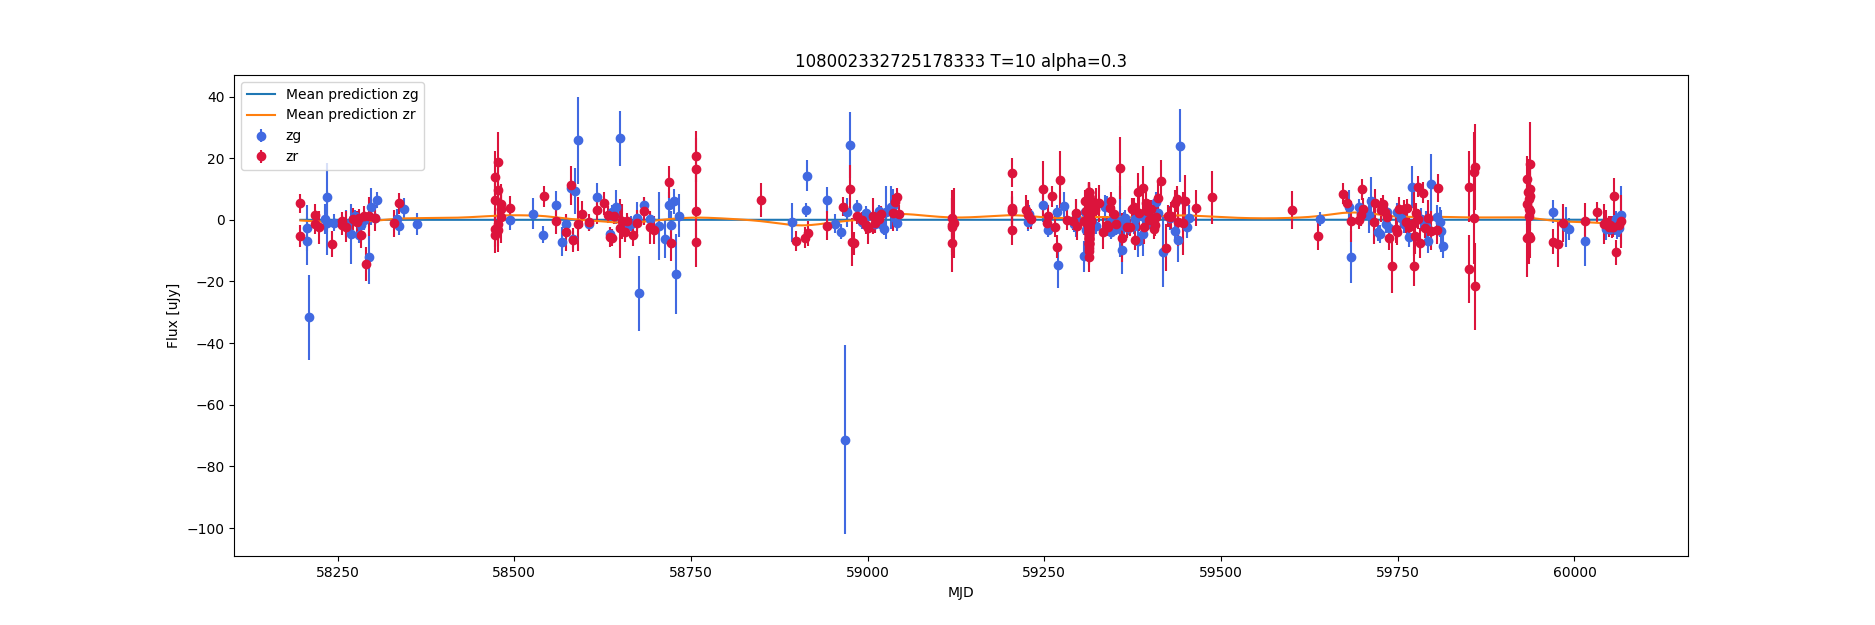 108002332725178333 T=10 alpha=0.3
Mean prediction zg
Mean prediction zr
zg
zr
Flux [uJy]
40
20
0
−20
−40
−60
−80
−100
58250 58500 58750 59000 59250 59500 59750 60000
MJD